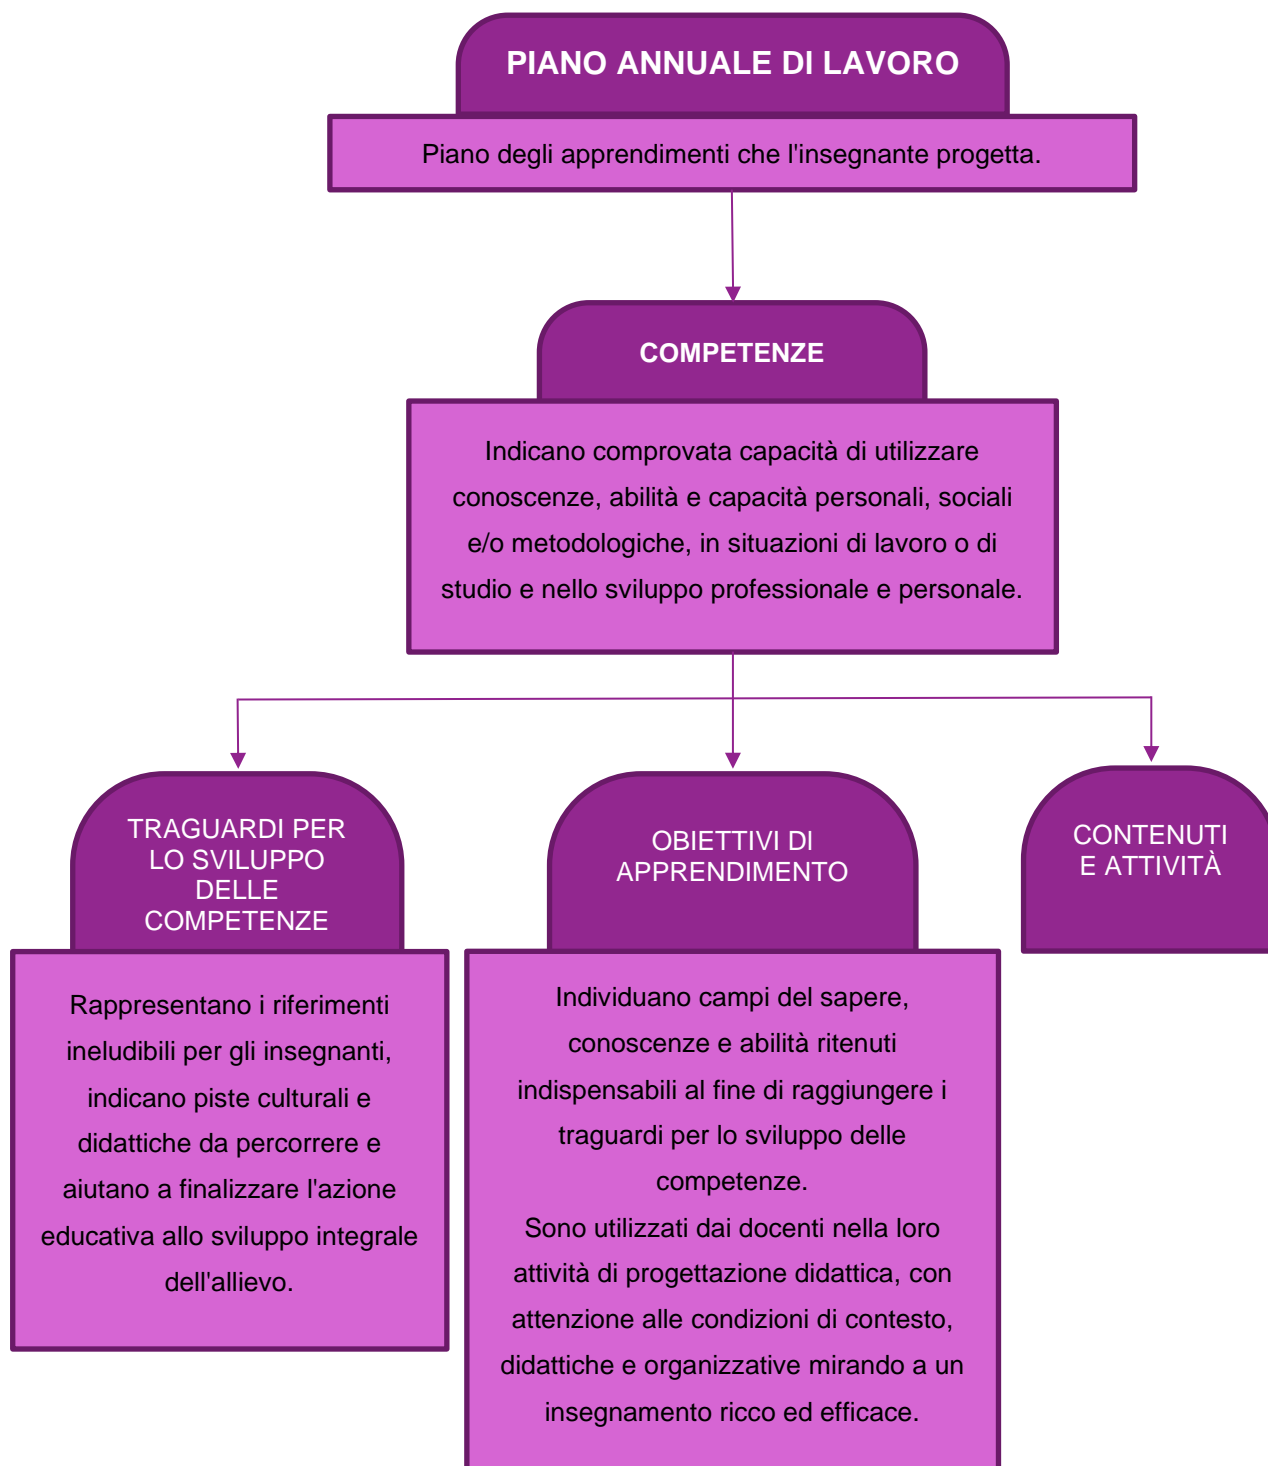 PIANO ANNUALE DI LAVORO
Piano degli apprendimenti che l'insegnante progetta.
COMPETENZE
Indicano comprovata capacità di utilizzare
conoscenze, abilità e capacità personali, sociali
e/o metodologiche, in situazioni di lavoro o di
studio e nello sviluppo professionale e personale.
TRAGUARDI PER
LO SVILUPPO
DELLE
COMPETENZE
Rappresentano i riferimenti
ineludibili per gli insegnanti,
indicano piste culturali e
didattiche da percorrere e
aiutano a finalizzare l'azione
educativa allo sviluppo integrale
dell'allievo.
OBIETTIVI DI
APPRENDIMENTO
Individuano campi del sapere,
conoscenze e abilità ritenuti
indispensabili al fine di raggiungere i
traguardi per lo sviluppo delle
competenze.
Sono utilizzati dai docenti nella loro
attività di progettazione didattica, con
attenzione alle condizioni di contesto,
didattiche e organizzative mirando a un
insegnamento ricco ed efficace.
CONTENUTI
E ATTIVITÀ